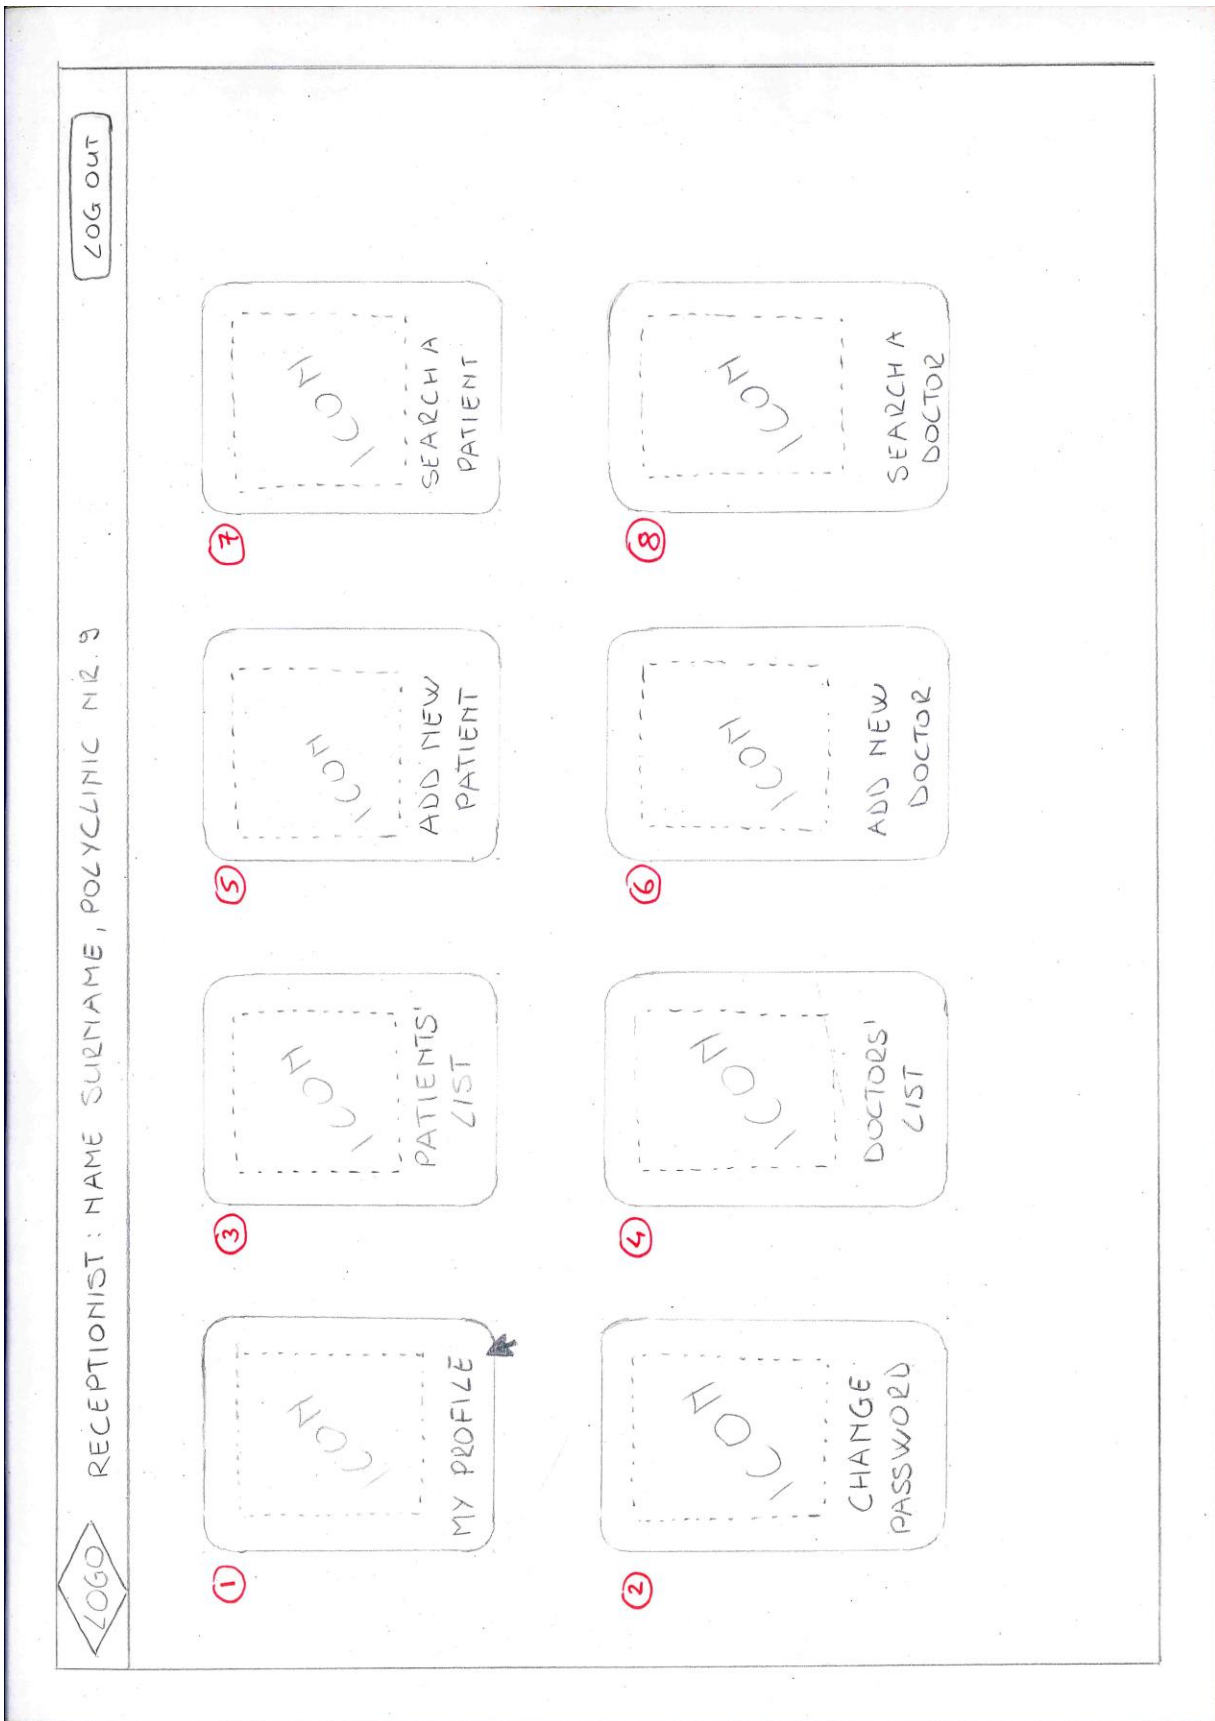 LOGO
RECEPTIONIST: NAME SURNAME, POLYCLINIC NR. 9
LOG OUT
1
ICON
MY PROFILE
3
ICON
PATIENTS'
LIST
5
ICON
ADD NEW
PATIENT
7
ICON
SEARCH A
PATIENT
2
ICON
CHANGE
PASSWORD
4
ICON
DOCTORS'
LIST
6
ICON
ADD NEW
DOCTOR
8
ICON
SEARCH A
DOCTOR